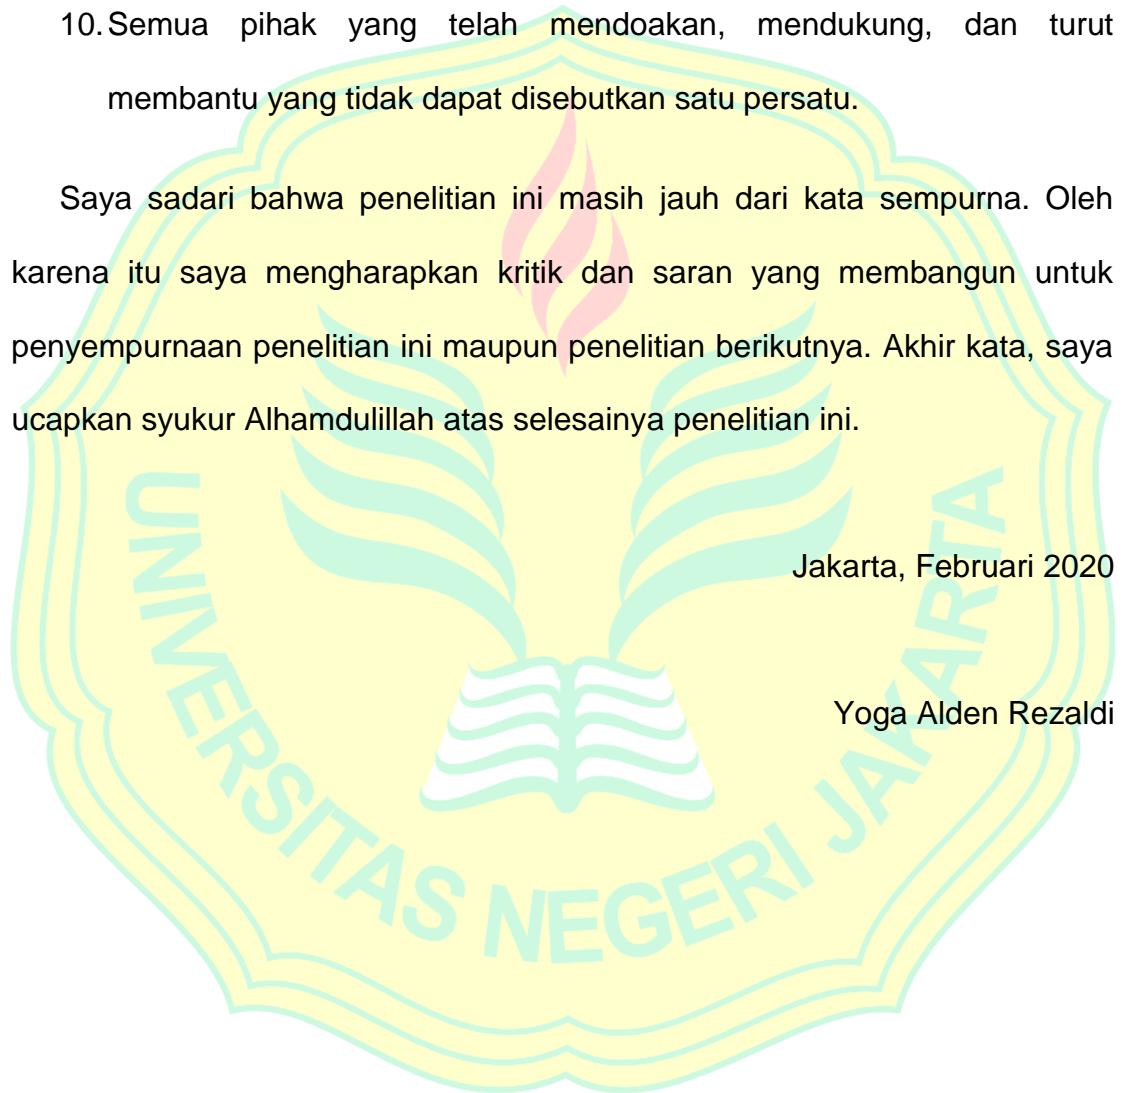 10. Semua pihak yang telah mendoakan, mendukung, dan turut
membantu yang tidak dapat disebutkan satu persatu.
Saya sadari bahwa penelitian ini masih jauh dari kata sempurna. Oleh
karena itu saya mengharapkan kritik dan saran yang membangun untuk
penyempurnaan penelitian ini maupun penelitian berikutnya. Akhir kata, saya
ucapkan syukur Alhamdulillah atas selesainya penelitian ini.
Jakarta, Februari 2020
Yoga Alden Rezaldi
UNIVERSITAS NEGERI JAKARTA